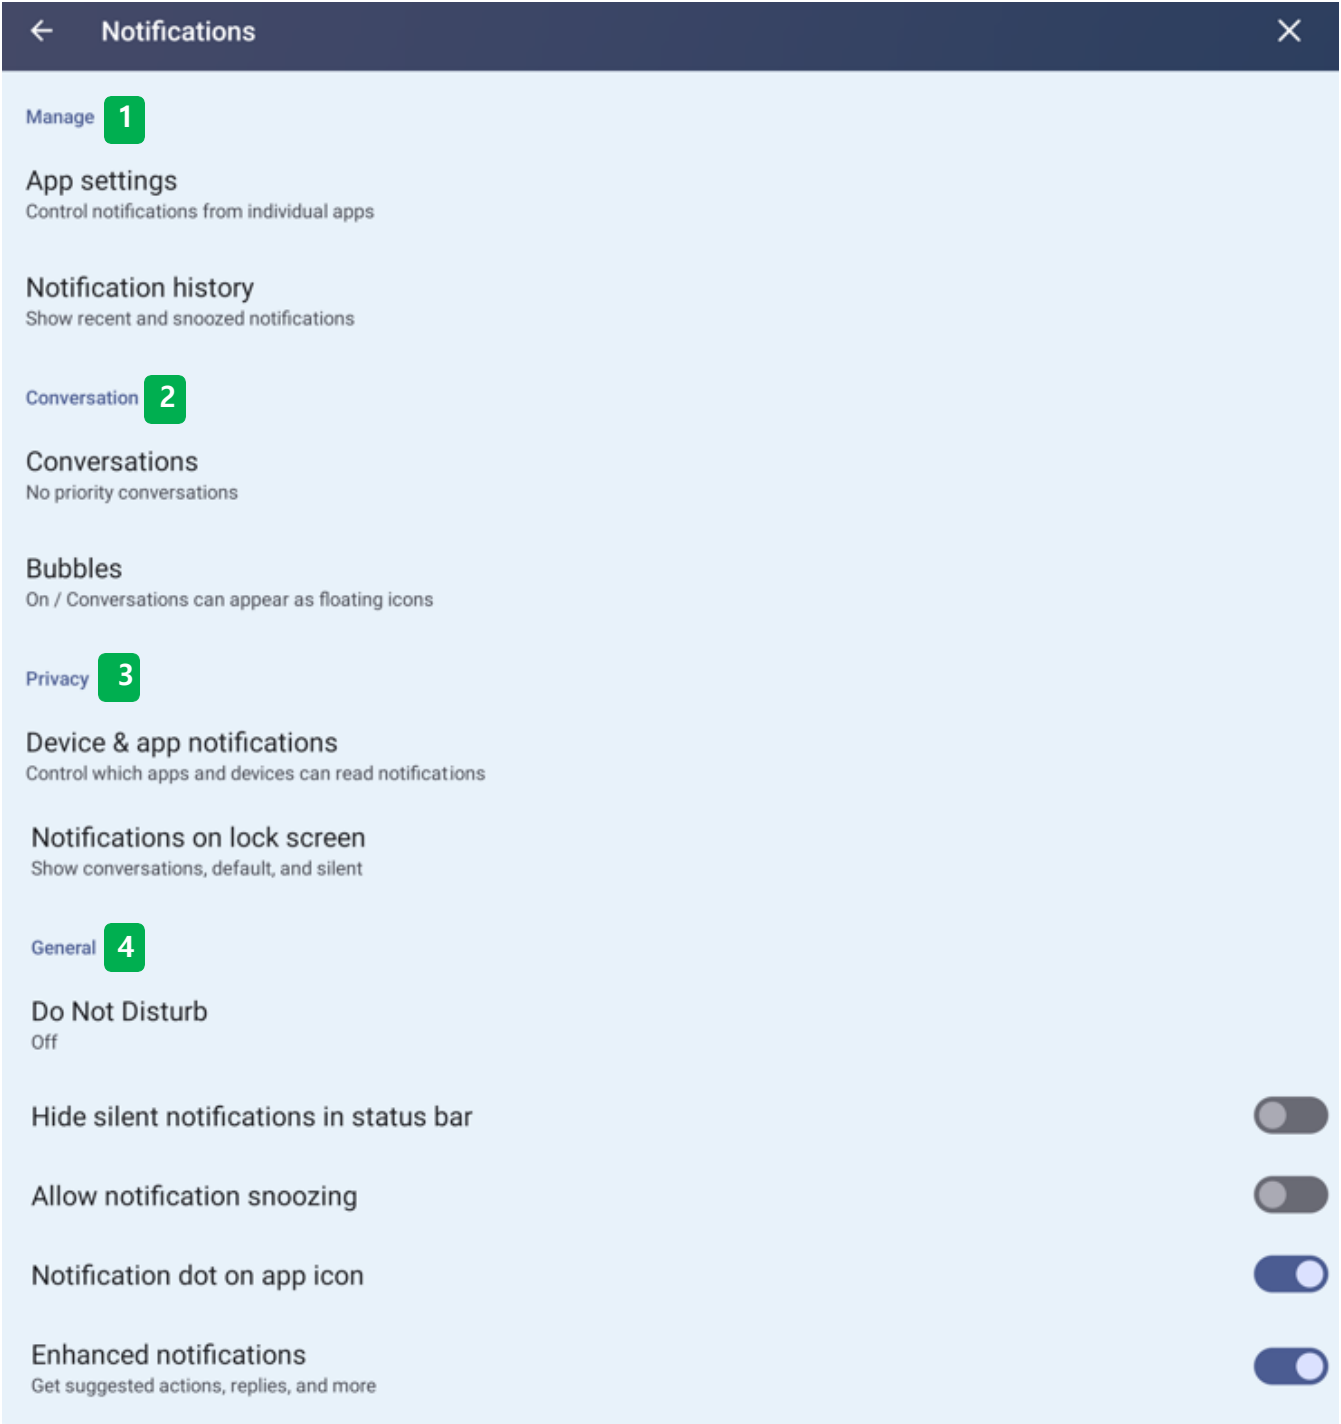 Notifications
Manage 1
App settings
Control notifications from individual apps
Notification history
Show recent and snoozed notifications
Conversation 2
Conversations
No priority conversations
Bubbles
On / Conversations can appear as floating icons
Privacy 3
Device & app notifications
Control which apps and devices can read notifications
Notifications on lock screen
Show conversations, default, and silent
General 4
Do Not Disturb
Off
Hide silent notifications in status bar
Allow notification snoozing
Notification dot on app icon
Enhanced notifications
Get suggested actions, replies, and more